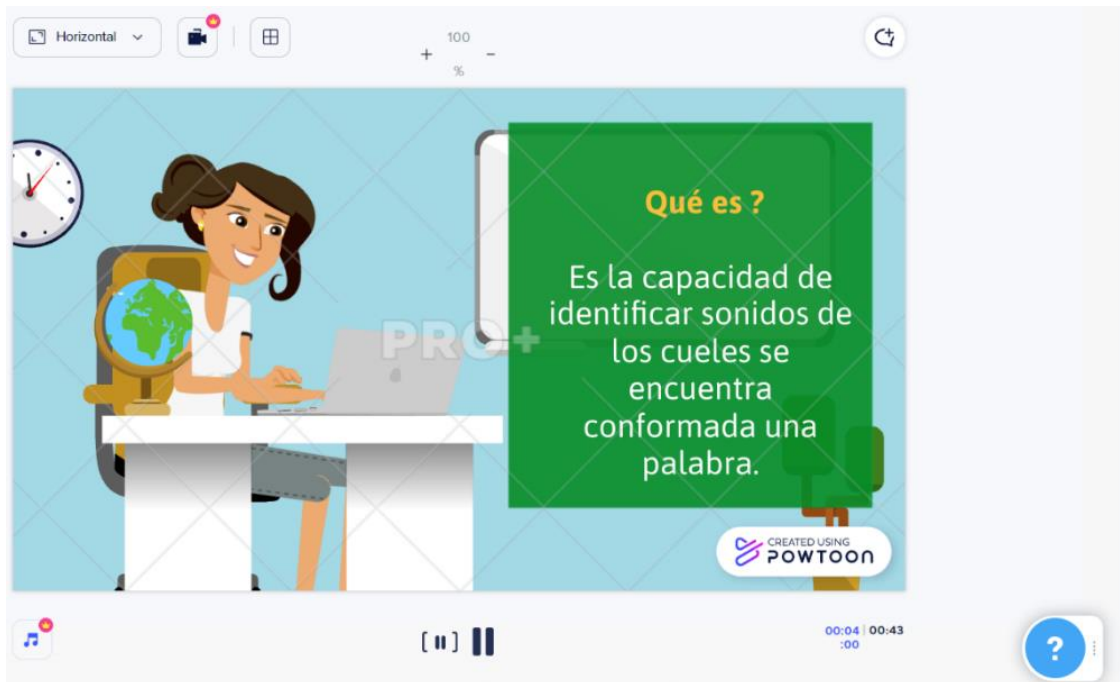 Horizontal
100
+ -
%
Qué es ?
Es la capacidad de
identificar sonidos de
los cueles se
encuentra
conformada una
palabra.
PRO+
CREATED USING
POWTOON
00:04 | 00:43
:00
?